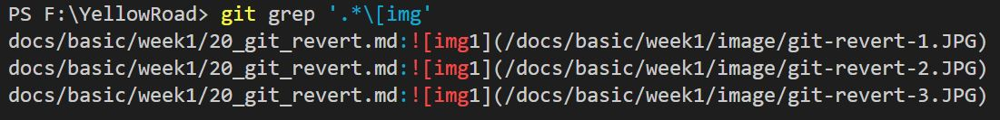 PS F:\YellowRoad> git grep '.*\[img'
docs/basic/week1/20_git_revert.md:![img1](/docs/basic/week1/image/git-revert-1.JPG)
docs/basic/week1/20_git_revert.md:![img1](/docs/basic/week1/image/git-revert-2.JPG)
docs/basic/week1/20_git_revert.md:![img1](/docs/basic/week1/image/git-revert-3.JPG)